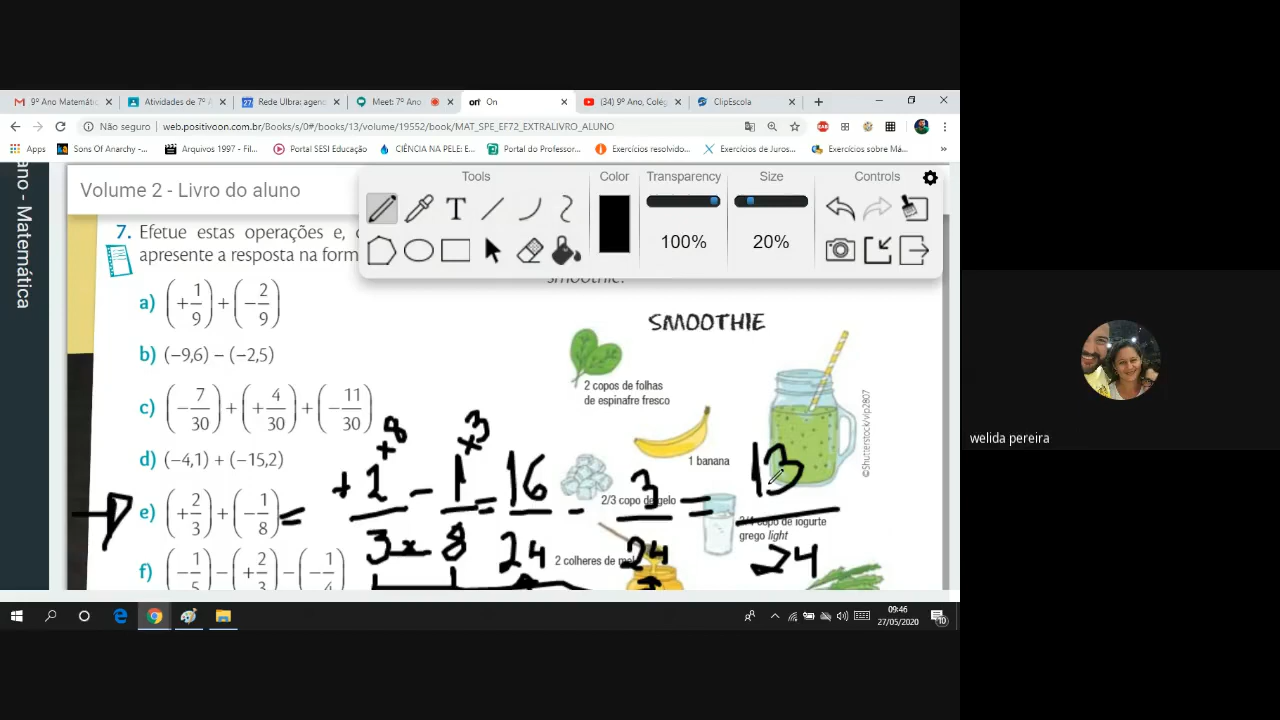 9º Ano Matemátic
Atividades de 7º A
Rede Ulbra: agend
Meet: 7º Ano
On
(34) 9º Ano, Colég
ClipEscola
Não seguro
web.positivoon.com.br/Books/s/0#/books/13/volume/19552/book/MAT_SPE_EF72_EXTRALIVRO_ALUNO
Apps
Sons Of Anarchy -...
Arquivos 1997 - Fil...
Portal SESI Educação
CIÊNCIA NA PELE: E...
Portal do Professor...
Exercícios resolvido...
Exercícios de Juros...
Exercícios sobre Má...
ano - Matemática
Volume 2 - Livro do aluno
Tools
Color
Transparency
Size
Controls
100%
20%
7. Efetue estas operações e,
apresente a resposta na form
smoothie.
a) (+1/9) + (-2/9)
b) (-9,6) - (-2,5)
c) (-7/30) + (+4/30) + (-11/30)
d) (-4,1) + (-15,2)
e) (+2/3) + (-1/8) = +2/3 - 1/8 = 16/24 - 3/24 = 13/24
×8 ×3
f) (-1/5) - (+2/3) - (-1/4)
SMOOTHIE
2 copos de folhas
de espinafre fresco
1 banana
2/3 copo de gelo
3/4 copo de iogurte
grego light
2 colheres de mel
©Shutterstock/vip2807
welida pereira
09:46
27/05/2020
10